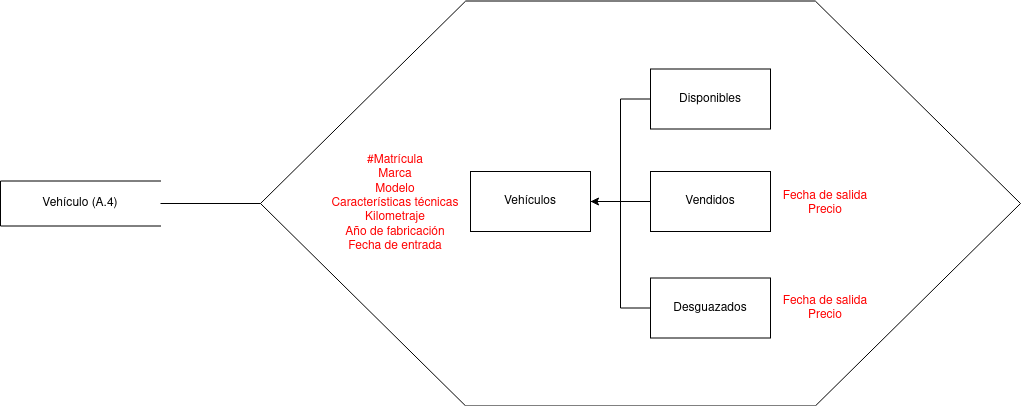 Disponibles
#Matrícula
Marca
Modelo
Características técnicas
Kilometraje
Año de fabricación
Fecha de entrada
Vehículo (A.4)
Vehículos
Vendidos
Fecha de salida
Precio
Desguazados
Fecha de salida
Precio